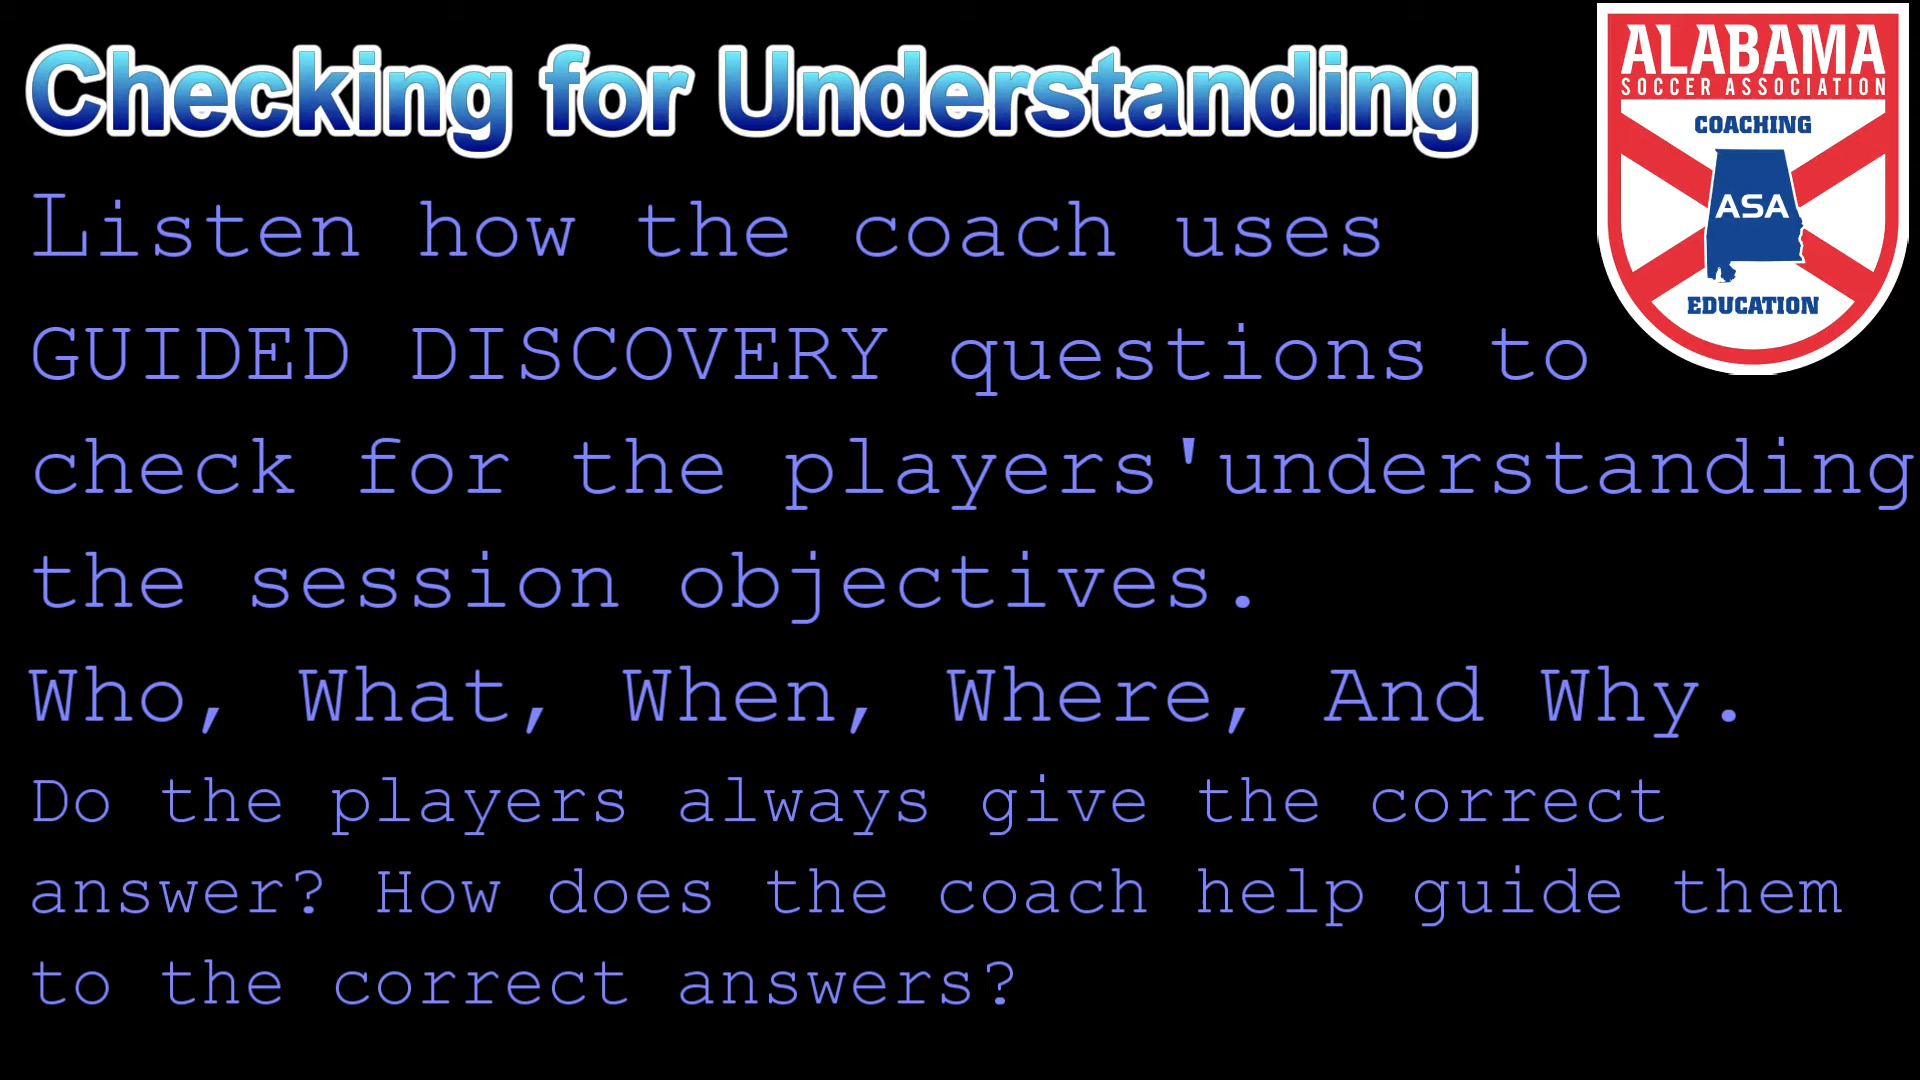 Checking for Understanding
ALABAMA
SOCCER ASSOCIATION
COACHING
ASA
EDUCATION
Listen how the coach uses
GUIDED DISCOVERY questions to
check for the players'understanding
the session objectives.
Who, What, When, Where, And Why.
Do the players always give the correct
answer? How does the coach help guide them
to the correct answers?